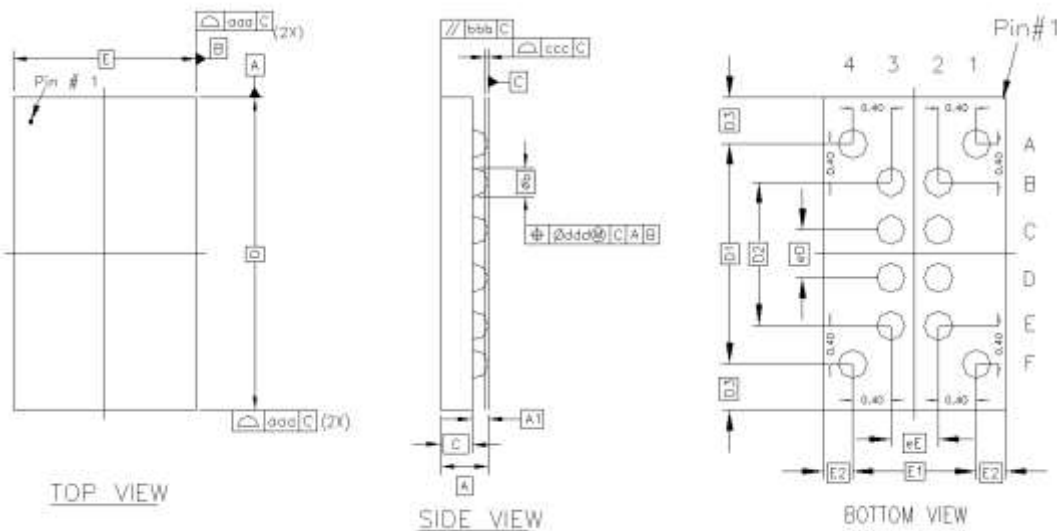 ⌓ aaa C (2X)
E
B
A
Pin # 1
D
⌓ aaa C (2X)
TOP VIEW
// bbb C
⌓ ccc C
C
Øb
⌖ Øddd Ⓜ C A B
A1
C
A
SIDE VIEW
Pin#1
4 3 2 1
0.40 0.40
D3
A
0.40 0.40
B
C
D1 D2 eD
D
E
0.40 0.40
F
D3
0.40 0.40
eE
E2 E1 E2
BOTTOM VIEW